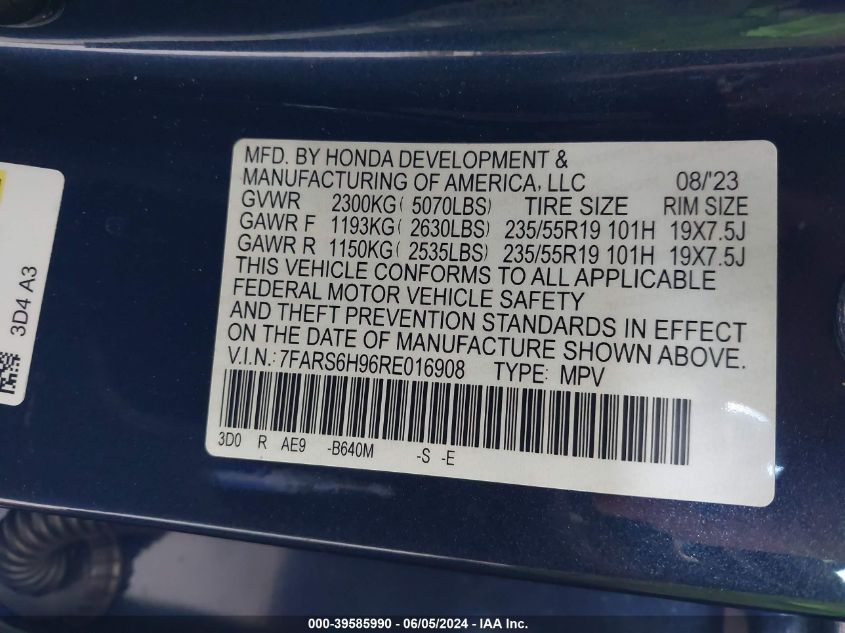 3D4 A3
MFD. BY HONDA DEVELOPMENT &
MANUFACTURING OF AMERICA, LLC 08/'23
GVWR 2300KG( 5070LBS) TIRE SIZE RIM SIZE
GAWR F 1193KG( 2630LBS) 235/55R19 101H 19X7.5J
GAWR R 1150KG( 2535LBS) 235/55R19 101H 19X7.5J
THIS VEHICLE CONFORMS TO ALL APPLICABLE
FEDERAL MOTOR VEHICLE SAFETY
AND THEFT PREVENTION STANDARDS IN EFFECT
ON THE DATE OF MANUFACTURE SHOWN ABOVE.
V.I.N.: 7FARS6H96RE016908 TYPE: MPV
3D0 R AE9 -B640M -S -E
000-39585990 - 06/05/2024 - IAAI.com